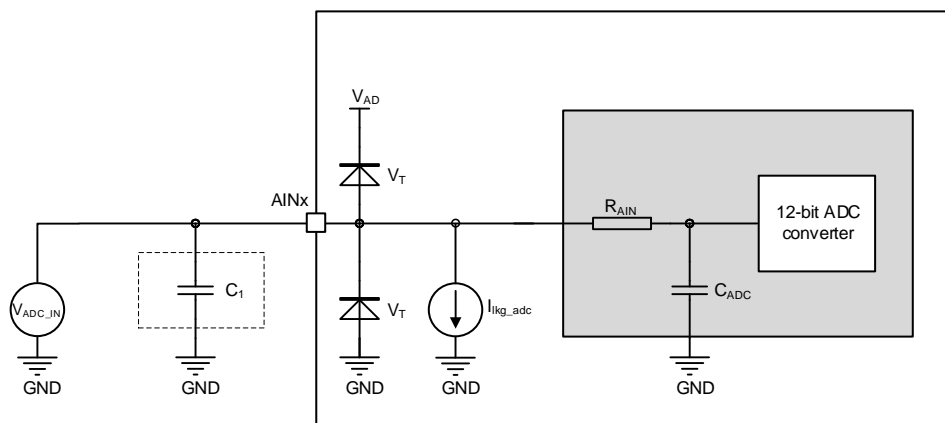 V_AD
V_T
AINx
R_AIN
12-bit ADC
converter
V_ADC_IN
C_1
V_T
I_lkg_adc
C_ADC
GND
GND
GND
GND
GND